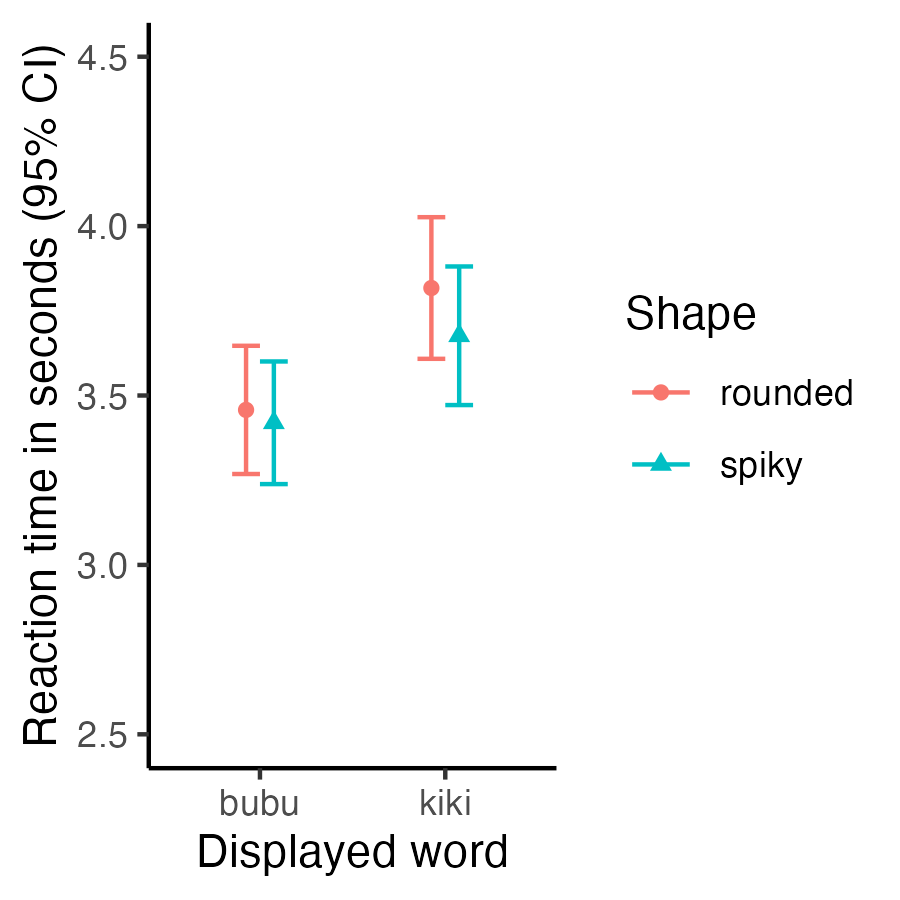 Reaction time in seconds (95% CI)
4.5
4.0
3.5
3.0
2.5
bubu kiki
Displayed word
Shape
rounded
spiky